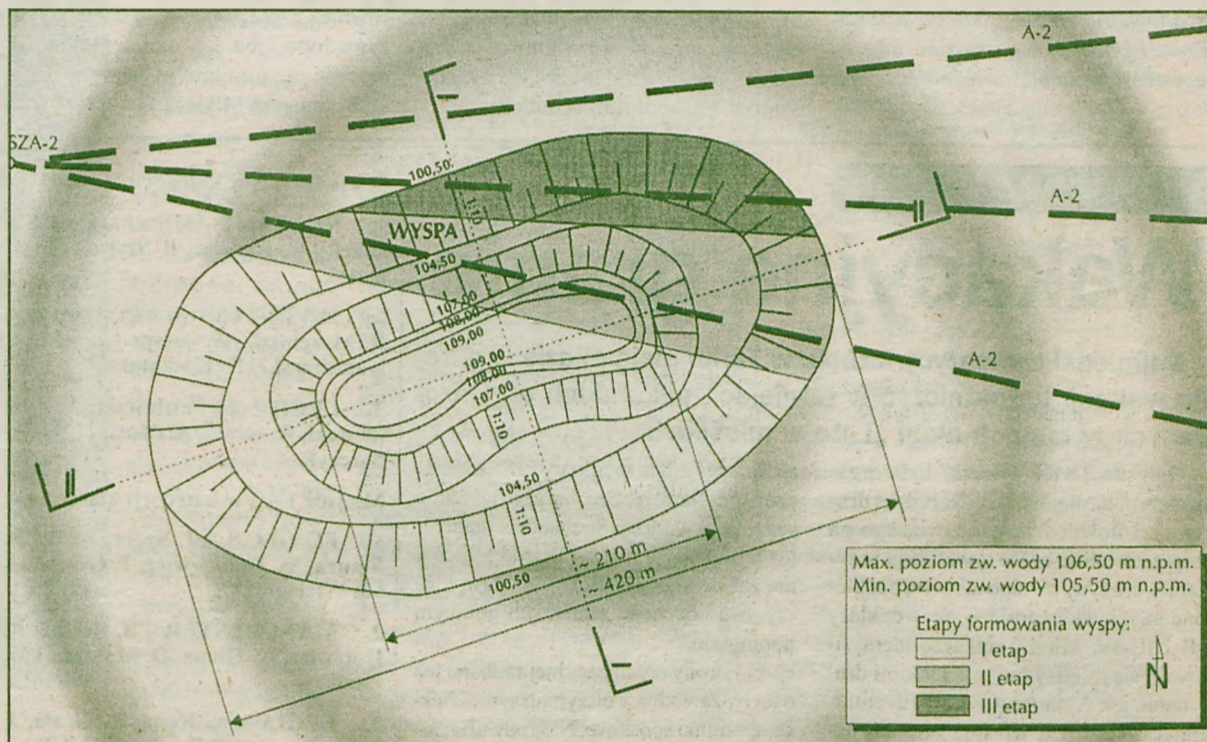 A-2
SZA-2
I
100,50
1:10
II
A-2
WYSPA
104,50
107,00
108,00
109,00
109,00
108,00
107,00
A-2
1:10
II
104,50
1:10
100,50
~ 210 m
~ 420 m
I
Max. poziom zw. wody 106,50 m n.p.m.
Min. poziom zw. wody 105,50 m n.p.m.
Etapy formowania wyspy:
I etap
II etap
III etap
N